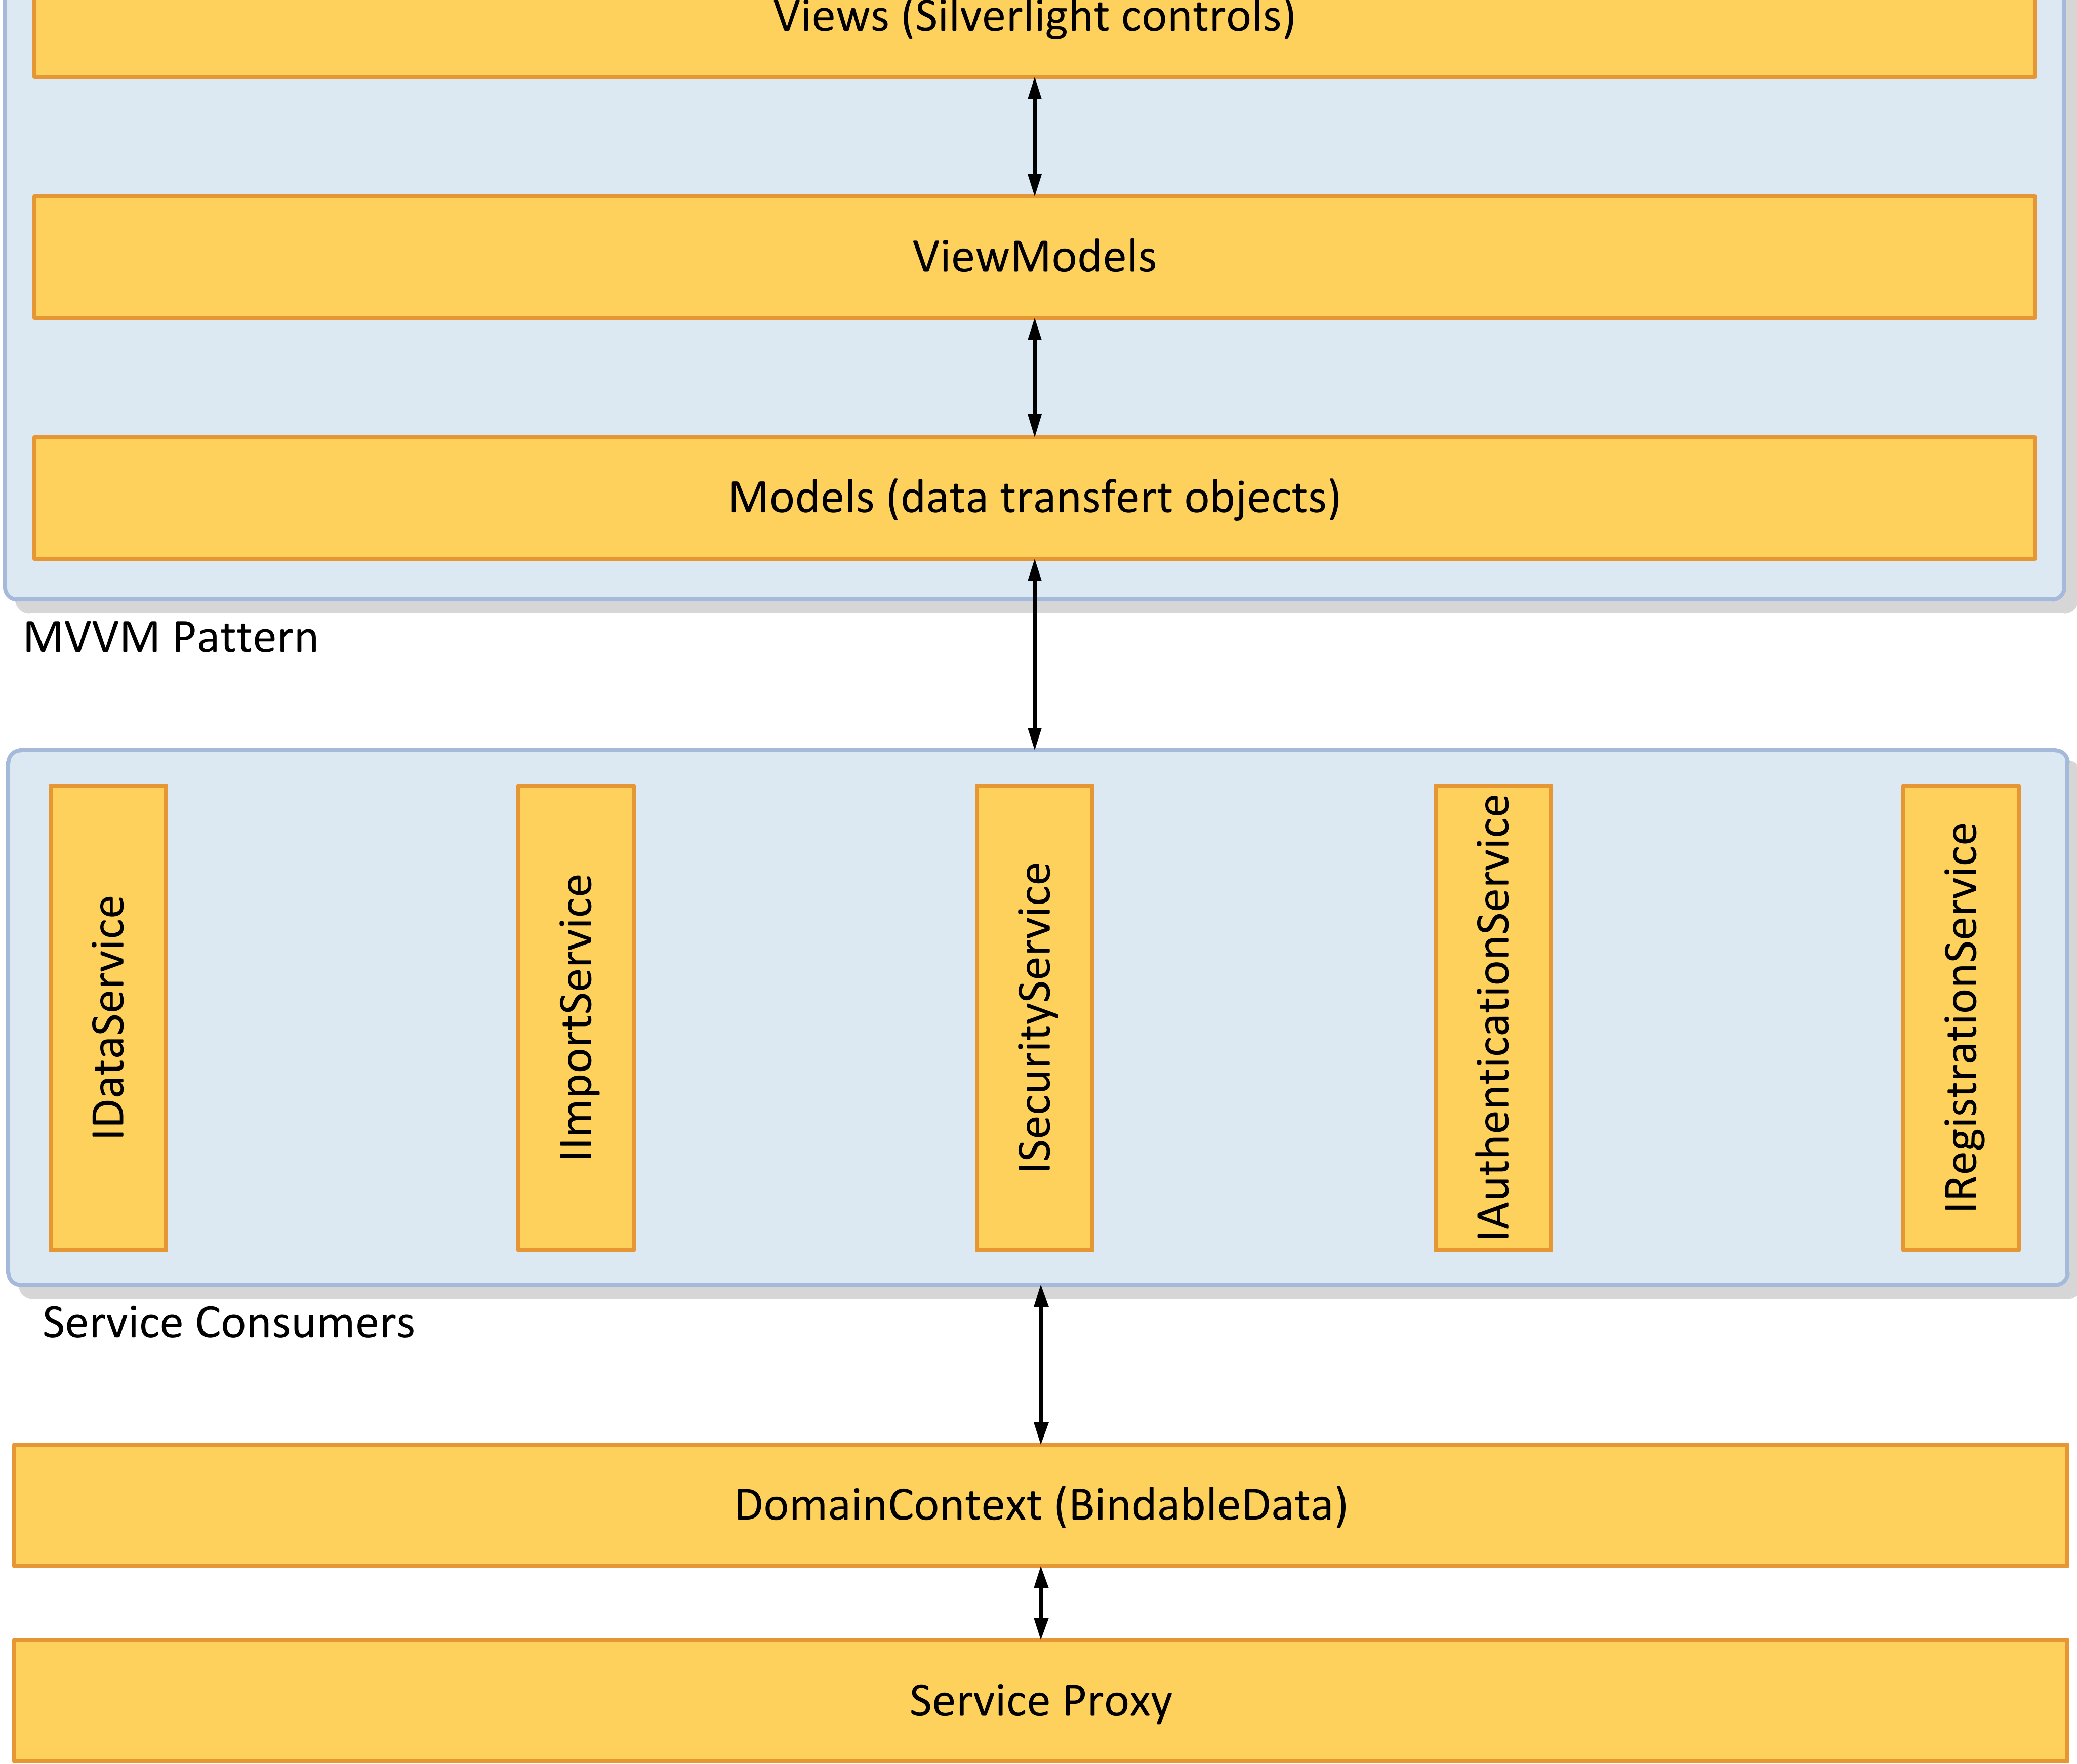 Views (Silverlight controls)
ViewModels
Models (data transfert objects)
MVVM Pattern
IDataService
IImportService
ISecurityService
IAuthenticationService
IRegistrationService
Service Consumers
DomainContext (BindableData)
Service Proxy